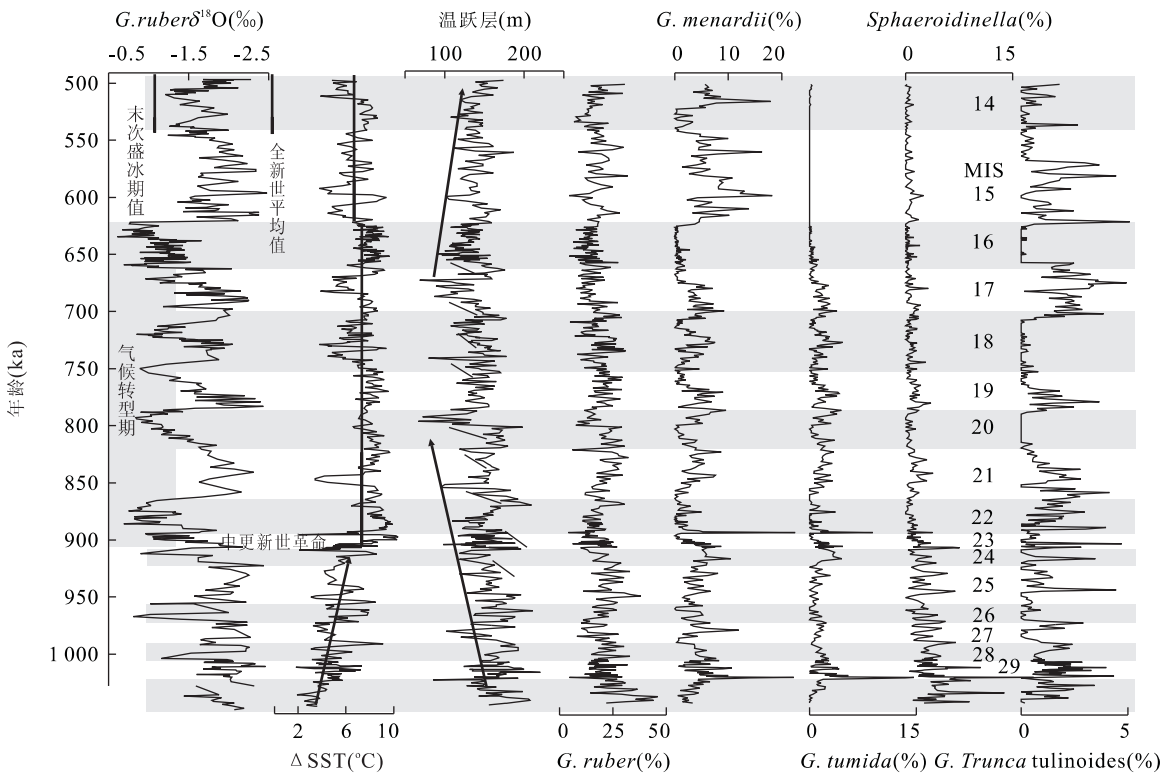 G.ruberδ¹⁸O(‰) 温跃层(m) G. menardii(%) Sphaeroidinella(%)
-0.5 -1.5 -2.5 100 200 0 10 20 0 15
500
550
600
650
700
750
800
850
900
950
1 000
年龄(ka)
末次盛冰期值
全新世平均值
气候转型期
中更新世革命
14
MIS
15
16
17
18
19
20
21
22
23
24
25
26
27
28
29
2 6 10 0 25 50 0 15 0 5
Δ SST(°C) G. ruber(%) G. tumida(%) G. Trunca tulinoides(%)